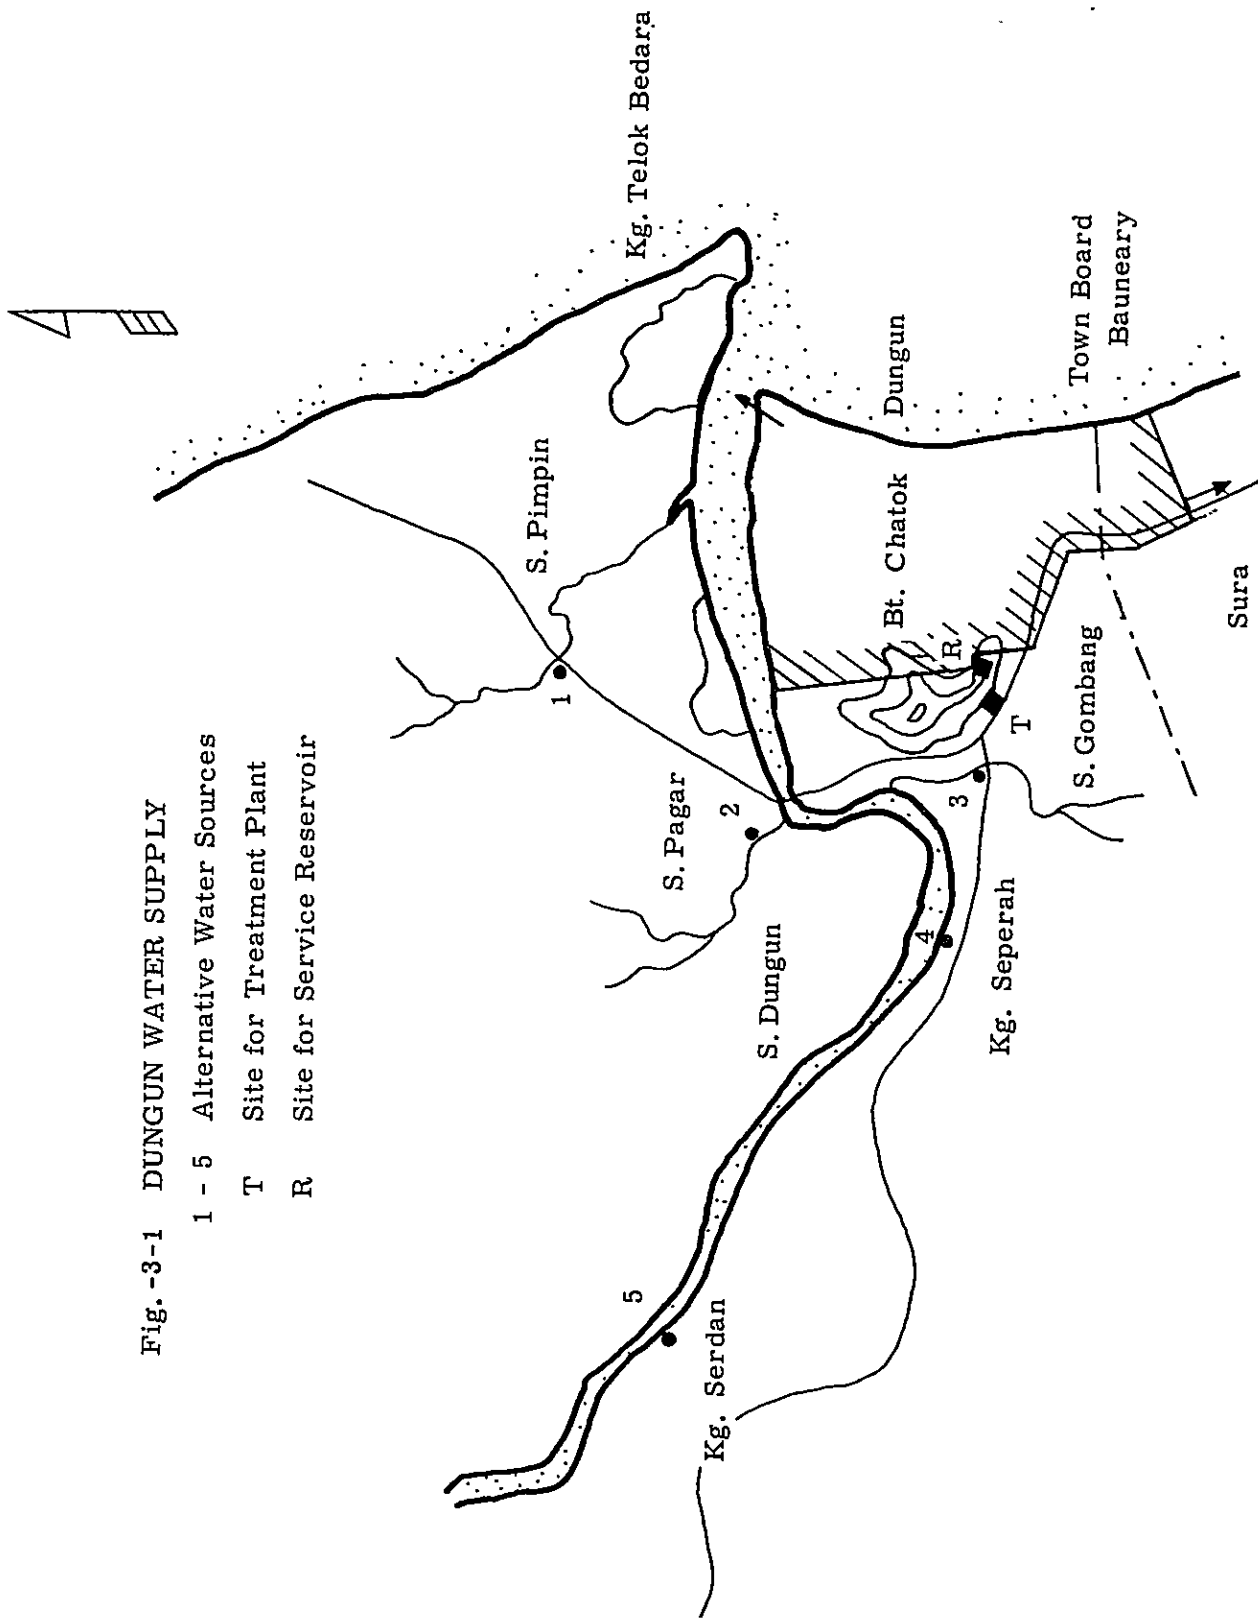 Fig. -3-1 DUNGUN WATER SUPPLY
1 - 5 Alternative Water Sources
T Site for Treatment Plant
R Site for Service Reservoir
Kg. Telok Bedara
S. Pimpin
1
S. Pagar
2
S. Dungun
5
Kg. Serdan
4
Kg. Seperah
3
Bt. Chatok
Dungun
R
T
S. Gombang
Town Board
Bauneary
Sura